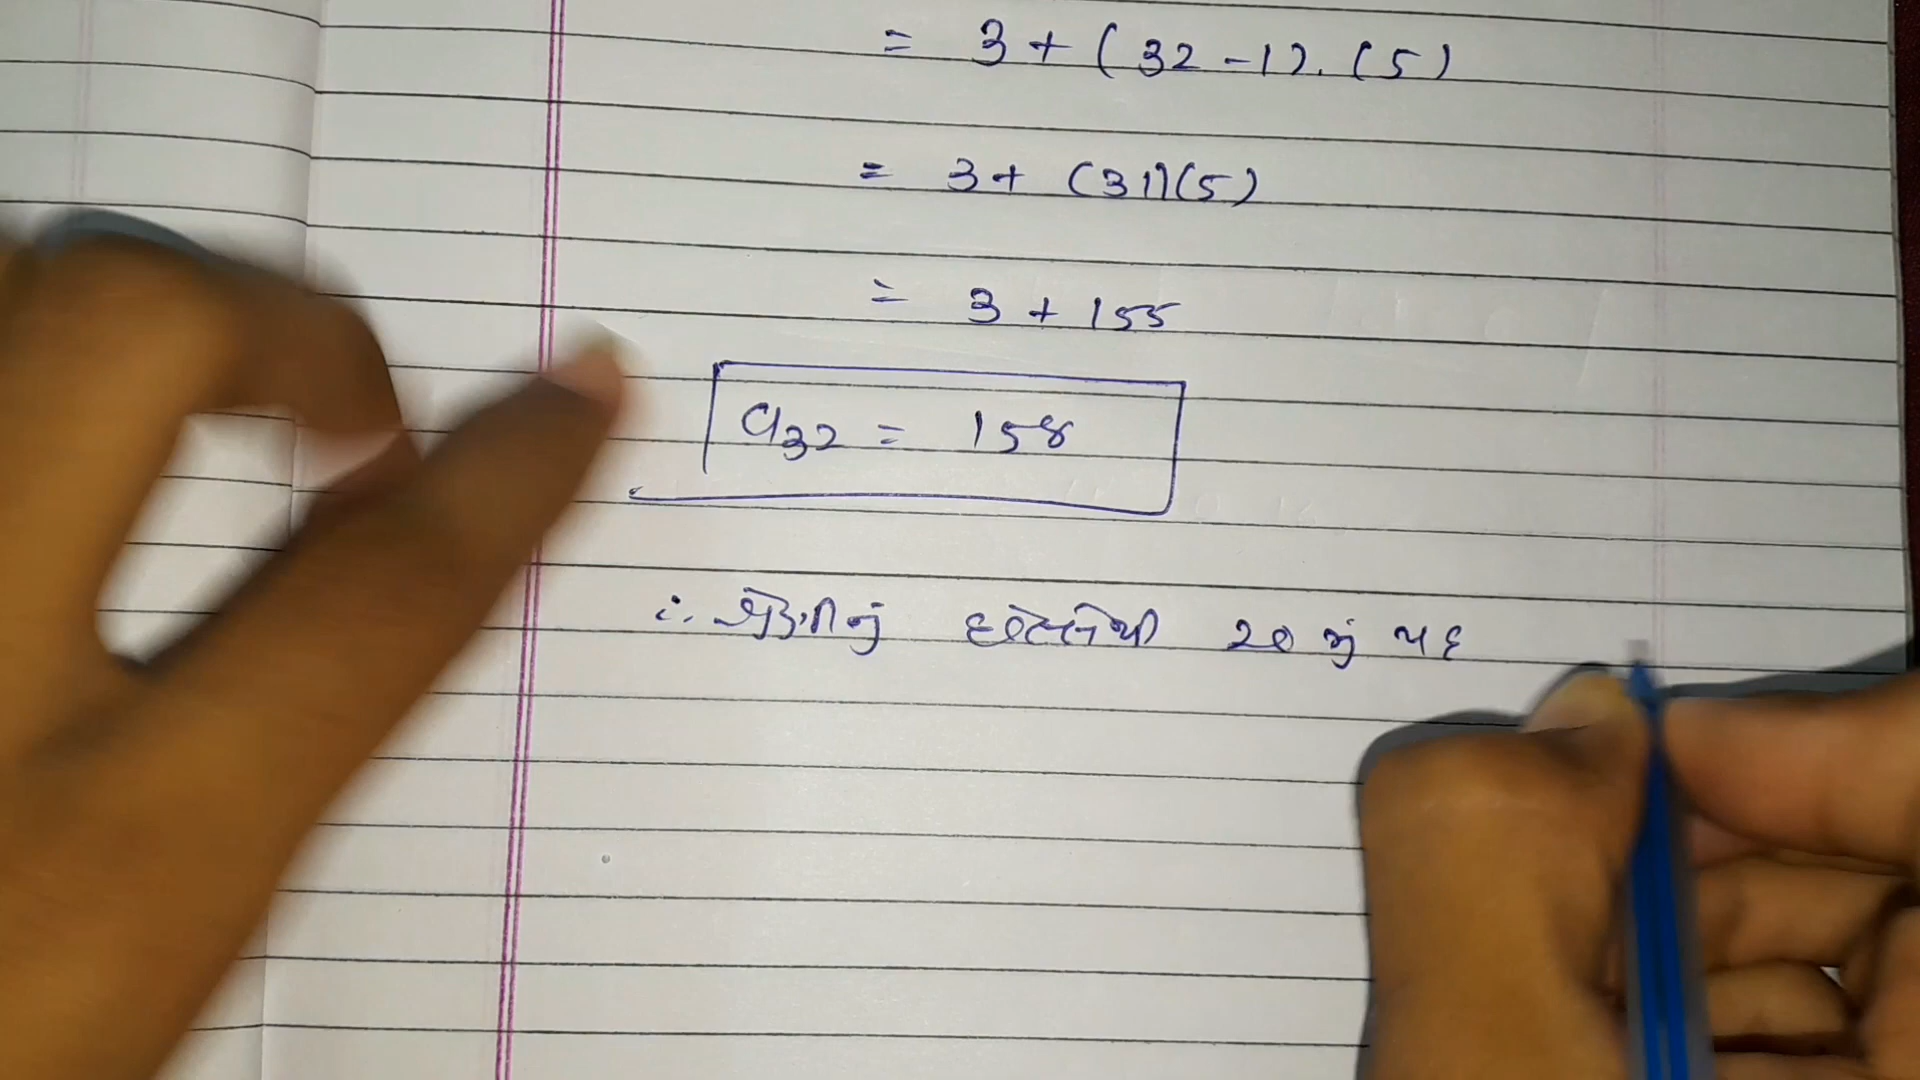 = 3 + (32 - 1). (5)
= 3 + (31)(5)
= 3 + 155
a32 = 158
∴ શ્રેણીનું છેલ્લેથી 20 નું પદ